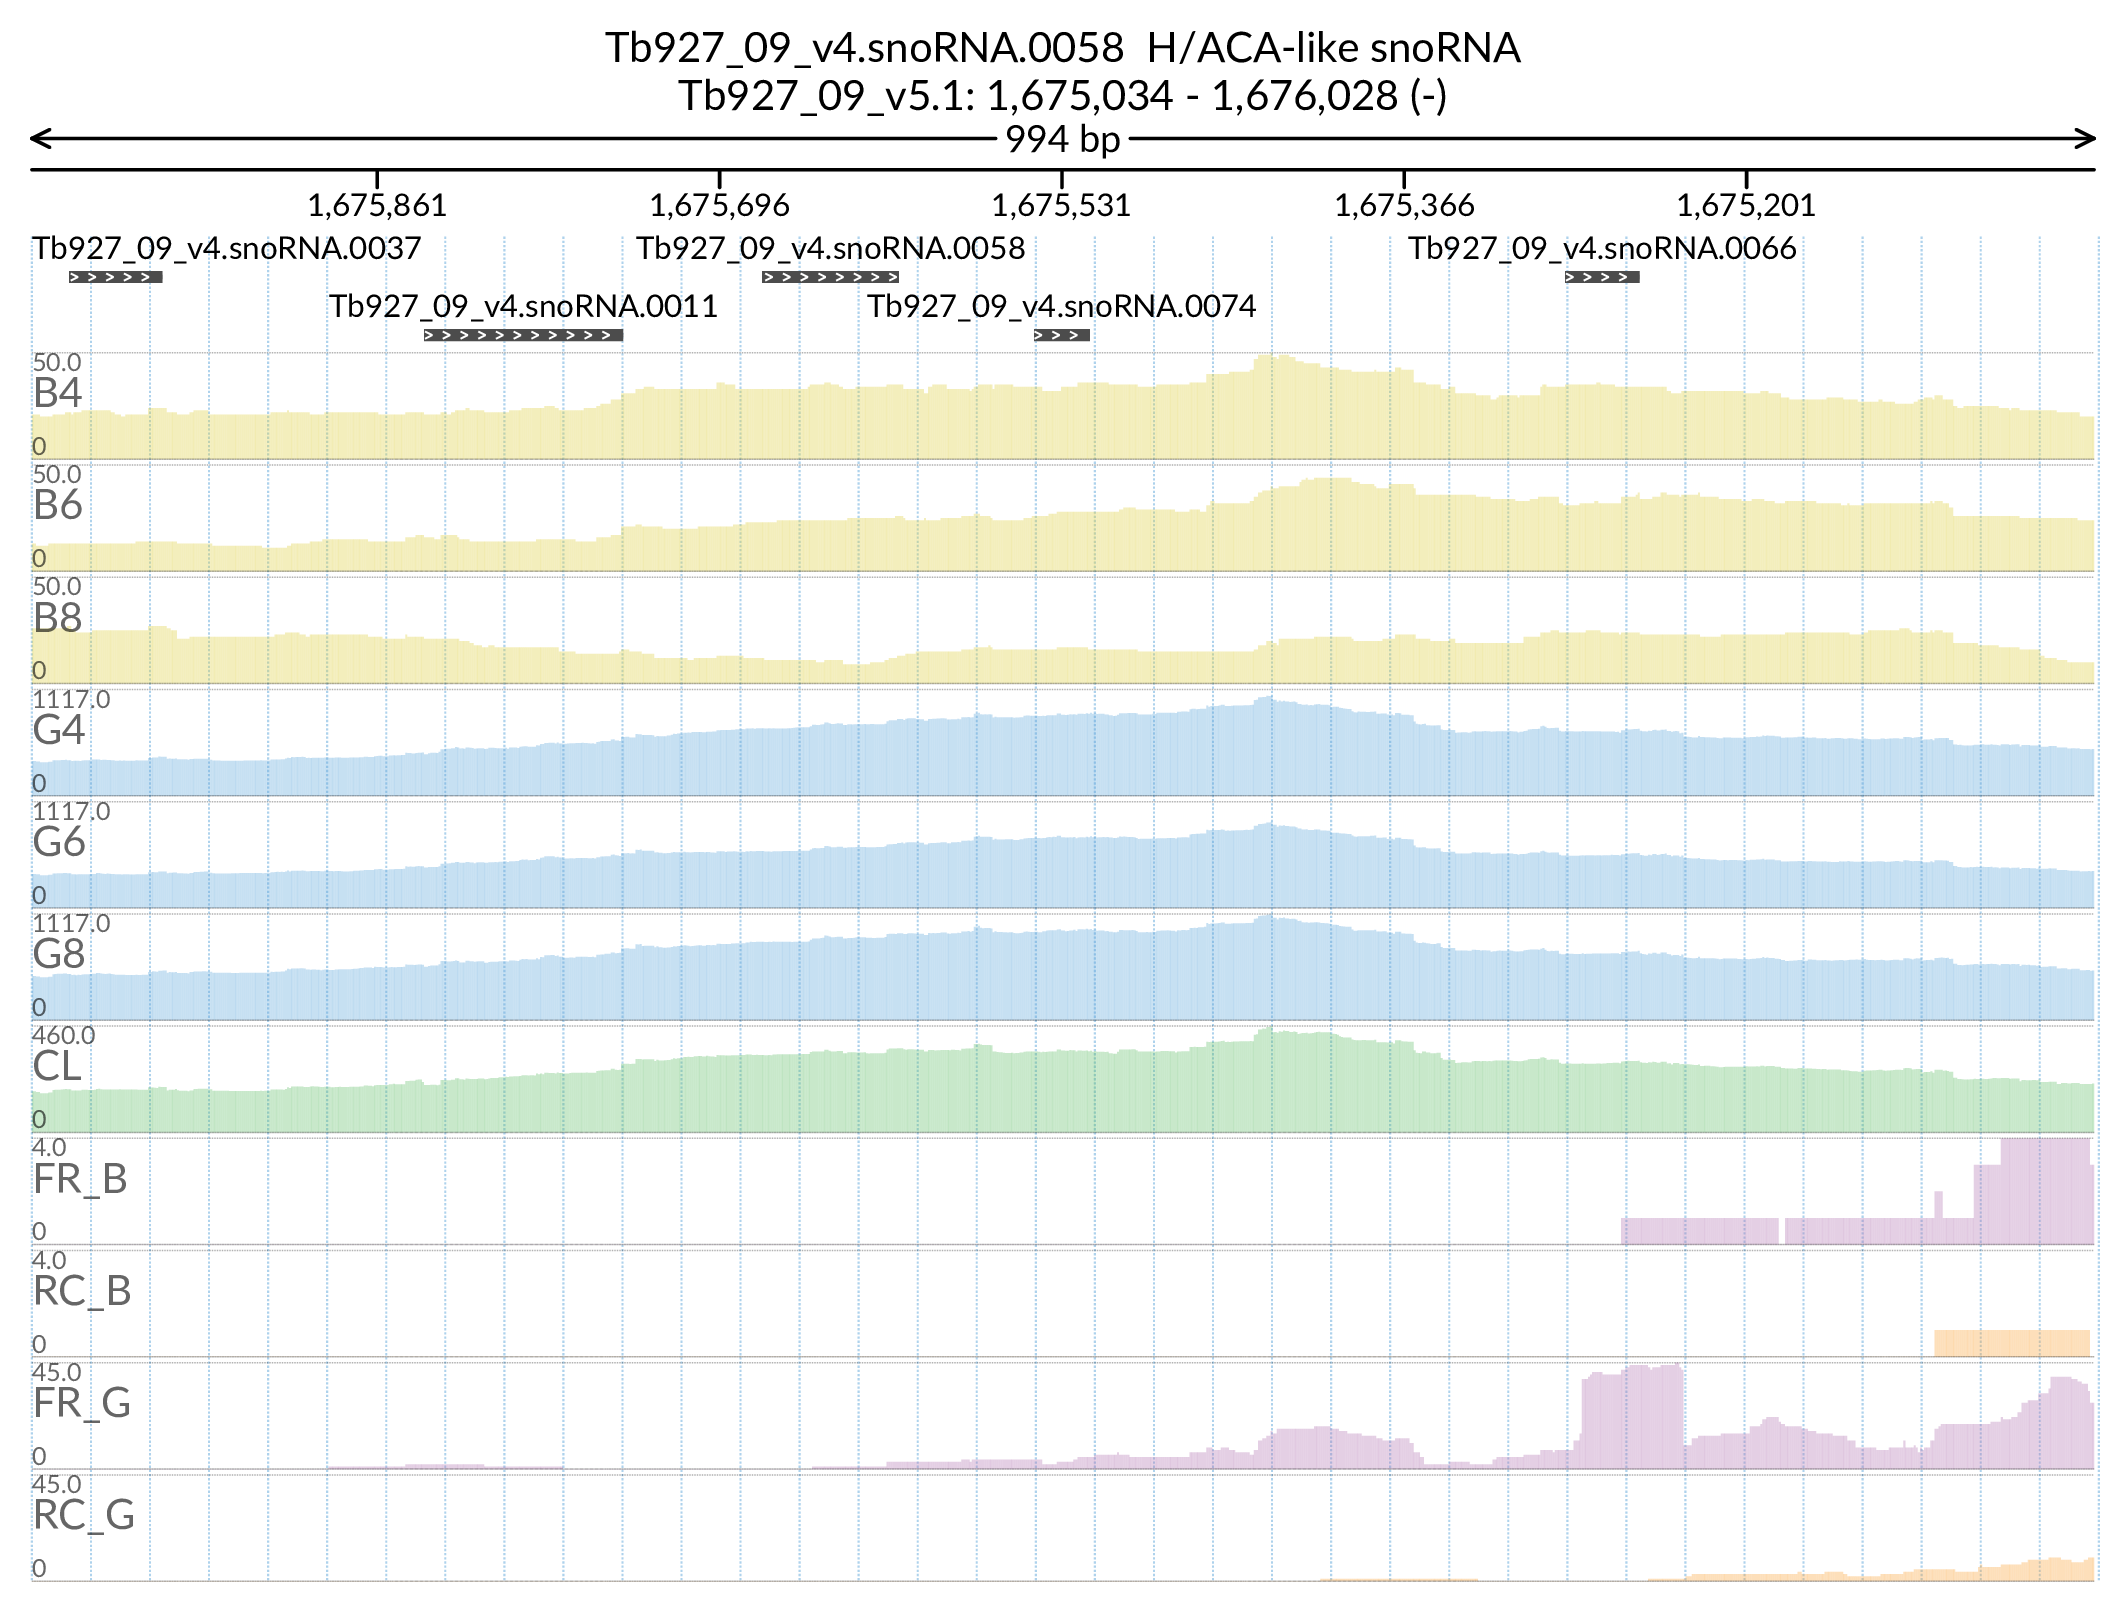 Tb927_09_v4.snoRNA.0058  H/ACA-like snoRNA
Tb927_09_v5.1: 1,675,034 - 1,676,028 (-)
994 bp
1,675,861 1,675,696 1,675,531 1,675,366 1,675,201
Tb927_09_v4.snoRNA.0037 Tb927_09_v4.snoRNA.0058 Tb927_09_v4.snoRNA.0066
Tb927_09_v4.snoRNA.0011 Tb927_09_v4.snoRNA.0074
50.0
B4
0
50.0
B6
0
50.0
B8
0
1117.0
G4
0
1117.0
G6
0
1117.0
G8
0
460.0
CL
0
4.0
FR_B
0
4.0
RC_B
0
45.0
FR_G
0
45.0
RC_G
0